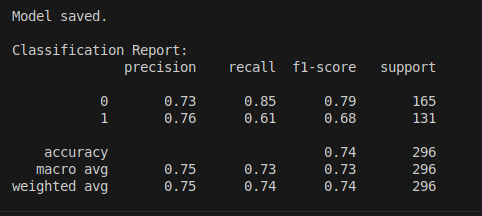 Model saved.
Classification Report:
precision recall f1-score support
0 0.73 0.85 0.79 165
1 0.76 0.61 0.68 131
accuracy 0.74 296
macro avg 0.75 0.73 0.73 296
weighted avg 0.75 0.74 0.74 296